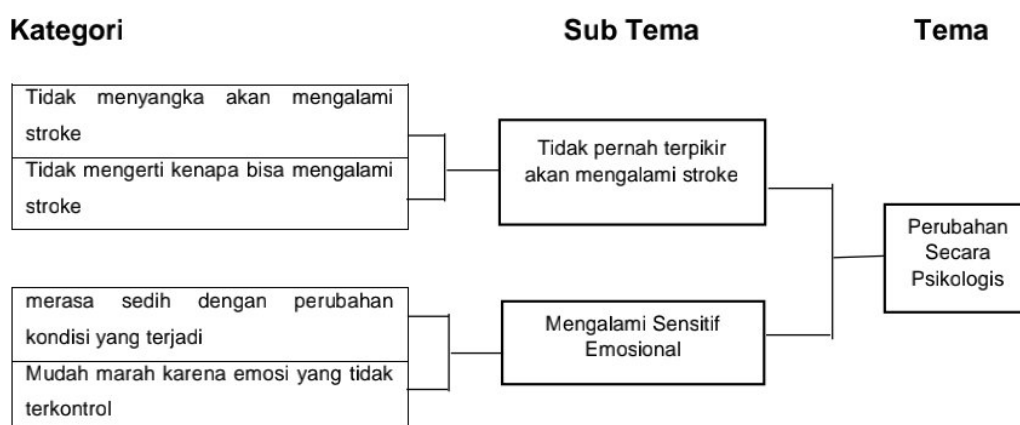 Kategori
Sub Tema
Tema
Tidak menyangka akan mengalami
stroke
Tidak mengerti kenapa bisa mengalami
stroke
Tidak pernah terpikir
akan mengalami stroke
merasa sedih dengan perubahan
kondisi yang terjadi
Mudah marah karena emosi yang tidak
terkontrol
Mengalami Sensitif
Emosional
Perubahan
Secara
Psikologis